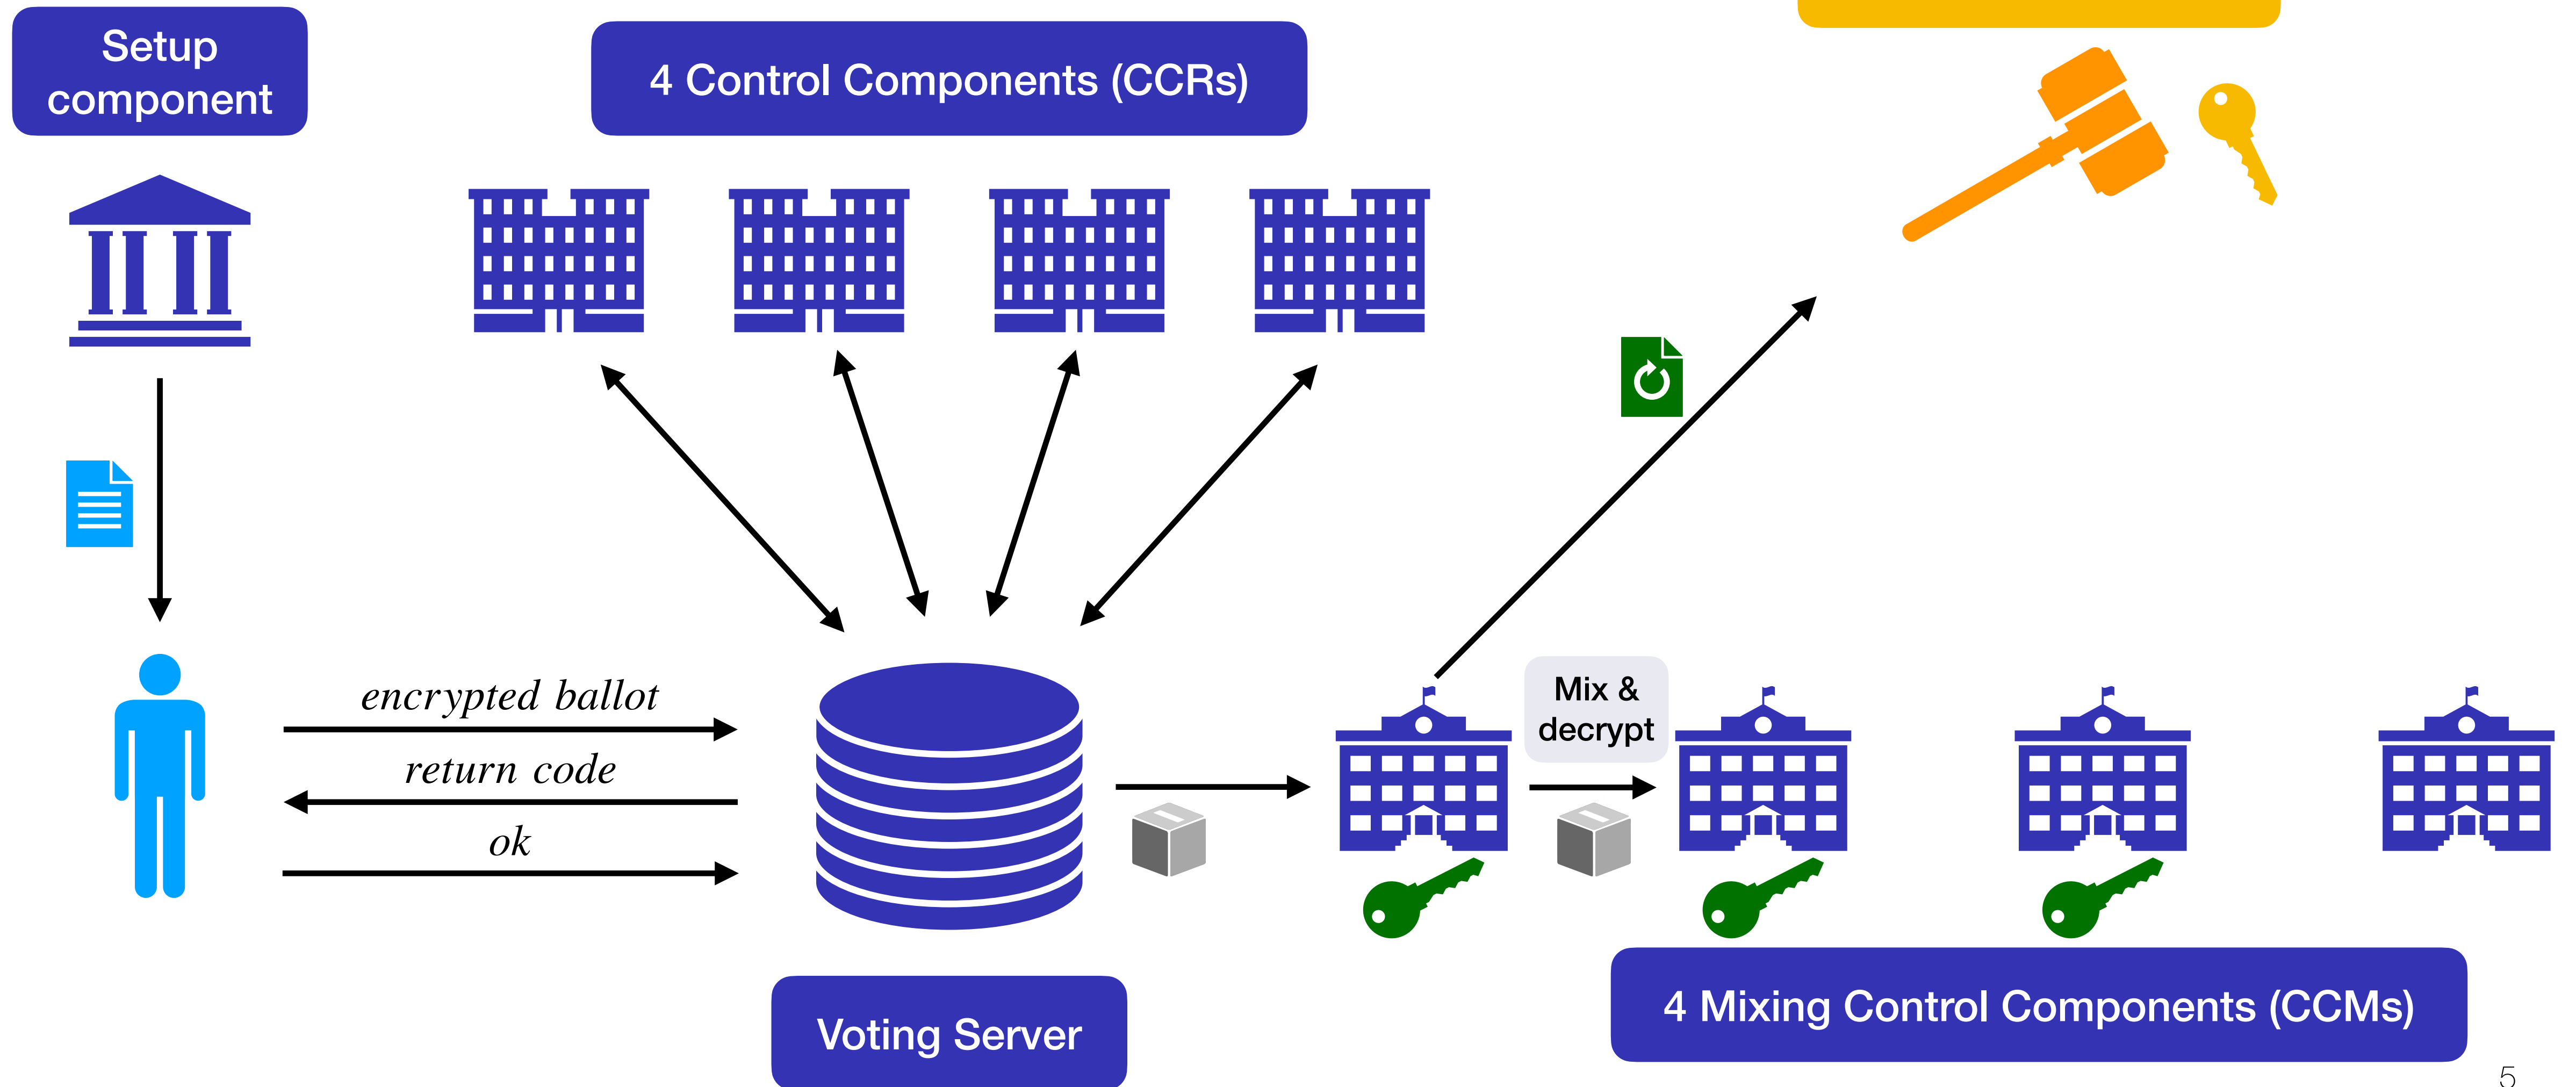 Setup
component
4 Control Components (CCRs)
encrypted ballot
return code
ok
Mix &
decrypt
Voting Server
4 Mixing Control Components (CCMs)
5